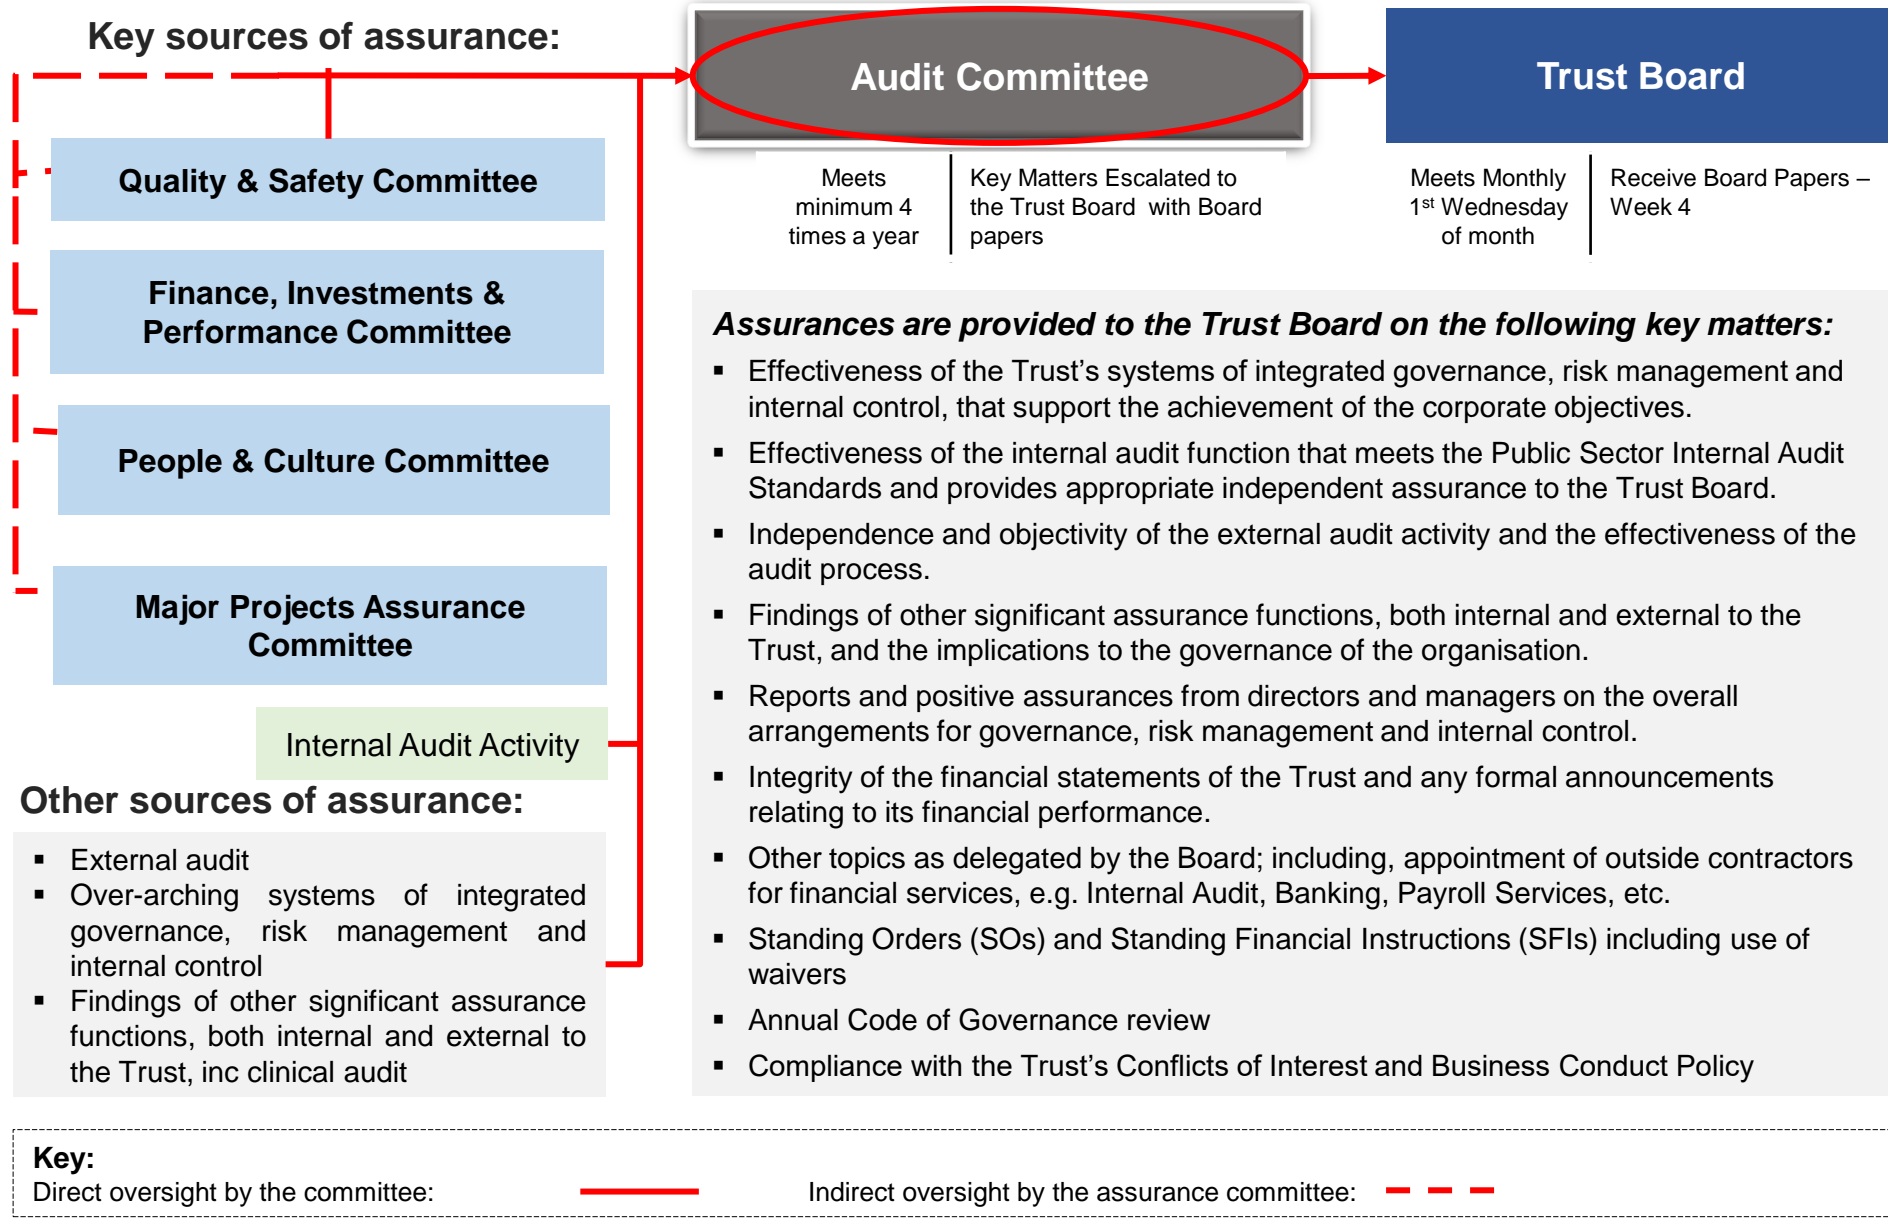 Key sources of assurance:
Quality & Safety Committee
Finance, Investments &
Performance Committee
People & Culture Committee
Major Projects Assurance
Committee
Internal Audit Activity
Other sources of assurance:
▪ External audit
▪ Over-arching systems of integrated
governance, risk management and
internal control
▪ Findings of other significant assurance
functions, both internal and external to
the Trust, inc clinical audit
Audit Committee
Meets
minimum 4
times a year
Key Matters Escalated to
the Trust Board with Board
papers
Trust Board
Meets Monthly
1st Wednesday
of month
Receive Board Papers –
Week 4
Assurances are provided to the Trust Board on the following key matters:
▪ Effectiveness of the Trust’s systems of integrated governance, risk management and
internal control, that support the achievement of the corporate objectives.
▪ Effectiveness of the internal audit function that meets the Public Sector Internal Audit
Standards and provides appropriate independent assurance to the Trust Board.
▪ Independence and objectivity of the external audit activity and the effectiveness of the
audit process.
▪ Findings of other significant assurance functions, both internal and external to the
Trust, and the implications to the governance of the organisation.
▪ Reports and positive assurances from directors and managers on the overall
arrangements for governance, risk management and internal control.
▪ Integrity of the financial statements of the Trust and any formal announcements
relating to its financial performance.
▪ Other topics as delegated by the Board; including, appointment of outside contractors
for financial services, e.g. Internal Audit, Banking, Payroll Services, etc.
▪ Standing Orders (SOs) and Standing Financial Instructions (SFIs) including use of
waivers
▪ Annual Code of Governance review
▪ Compliance with the Trust’s Conflicts of Interest and Business Conduct Policy
Key:
Direct oversight by the committee:
Indirect oversight by the assurance committee: